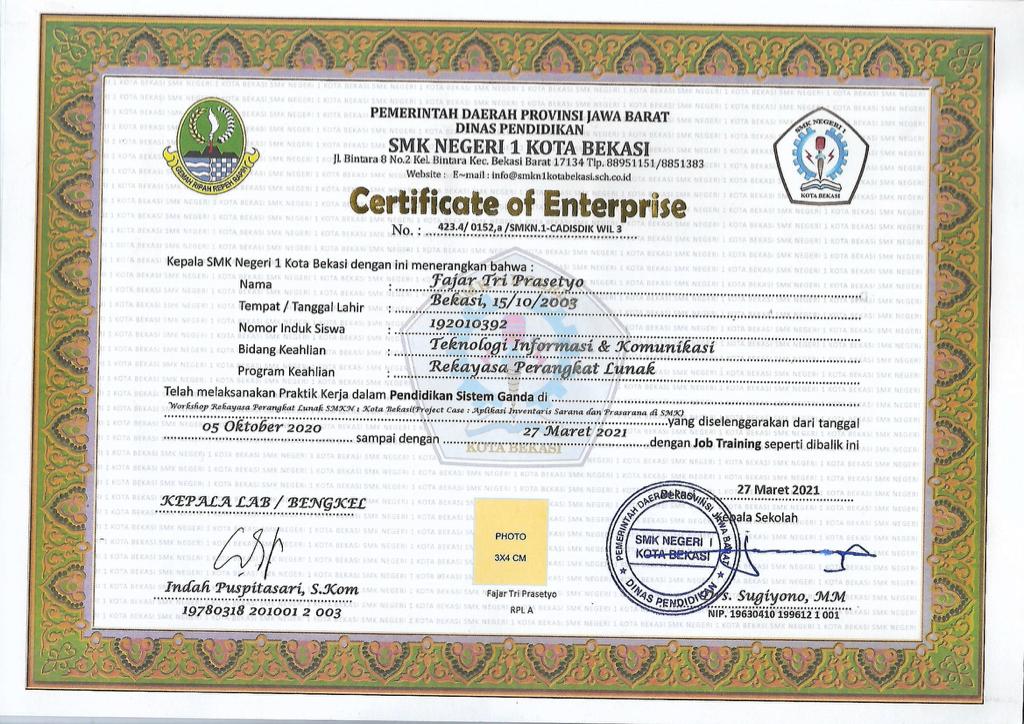 PEMERINTAH DAERAH PROVINSI JAWA BARAT
DINAS PENDIDIKAN
SMK NEGERI 1 KOTA BEKASI
Jl. Bintara 8 No.2 Kel. Bintara Kec. Bekasi Barat 17134 Tlp. 88951151/8851383
Website : E-mail : info@smkn1kotabekasi.sch.co.id
GEMAH RIPAH REPEH RAPIH
SMK NEGERI 1
KOTA BEKASI
Certificate of Enterprise
No. : 423.4/ 0152,a /SMKN.1-CADISDIK WIL 3
Kepala SMK Negeri 1 Kota Bekasi dengan ini menerangkan bahwa :
Nama : Fajar Tri Prasetyo
Tempat / Tanggal Lahir : Bekasi, 15/10/2003
Nomor Induk Siswa : 192010392
Bidang Keahlian : Teknologi Informasi & Komunikasi
Program Keahlian : Rekayasa Perangkat Lunak
Telah melaksanakan Praktik Kerja dalam Pendidikan Sistem Ganda di
Workshop Rekayasa Perangkat Lunak SMKN 1 Kota Bekasi(Project Case : Aplikasi Inventaris Sarana dan Prasarana di SMK) yang diselenggarakan dari tanggal
05 Oktober 2020 sampai dengan 27 Maret 2021 dengan Job Training seperti dibalik ini
KOTA BEKASI
27 Maret 2021
KEPALA LAB / BENGKEL
Kepala Sekolah
PHOTO
3X4 CM
PEMERINTAH DAERAH PROVINSI JAWA BARAT
SMK NEGERI 1
KOTA BEKASI
DINAS PENDIDIKAN
Indah Puspitasari, S.Kom
19780318 201001 2 003
Fajar Tri Prasetyo
RPL A
Drs. Sugiyono, MM
NIP. 19630410 199612 1 001